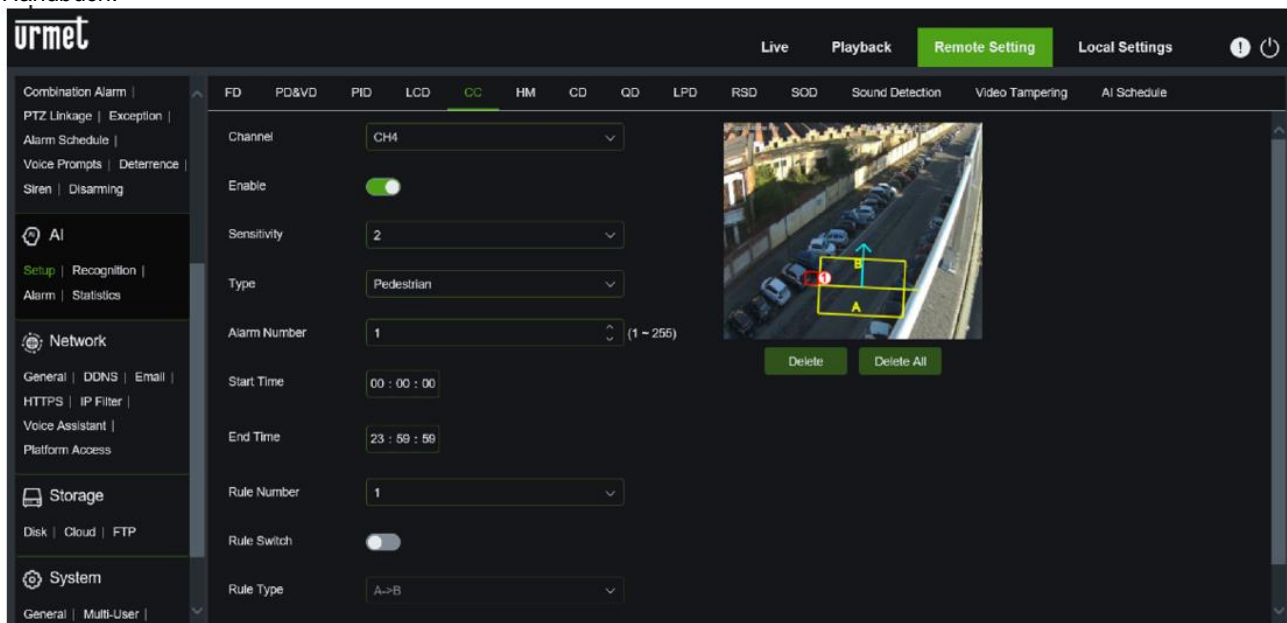 Handbuch.
urmet
Live Playback Remote Setting Local Settings
Combination Alarm |
PTZ Linkage | Exception |
Alarm Schedule |
Voice Prompts | Deterrence |
Siren | Disarming
AI
Setup | Recognition |
Alarm | Statistics
Network
General | DDNS | Email |
HTTPS | IP Filter |
Voice Assistant |
Platform Access
Storage
Disk | Cloud | FTP
System
General | Multi-User |
FD PD&VD PID LCD CC HM CD QD LPD RSD SOD Sound Detection Video Tampering AI Schedule
Channel CH4
Enable
Sensitivity 2
Type Pedestrian
Alarm Number 1 (1 ~ 255)
Start Time 00 : 00 : 00
End Time 23 : 59 : 59
Rule Number 1
Rule Switch
Rule Type A->B
B
1
A
Delete Delete All